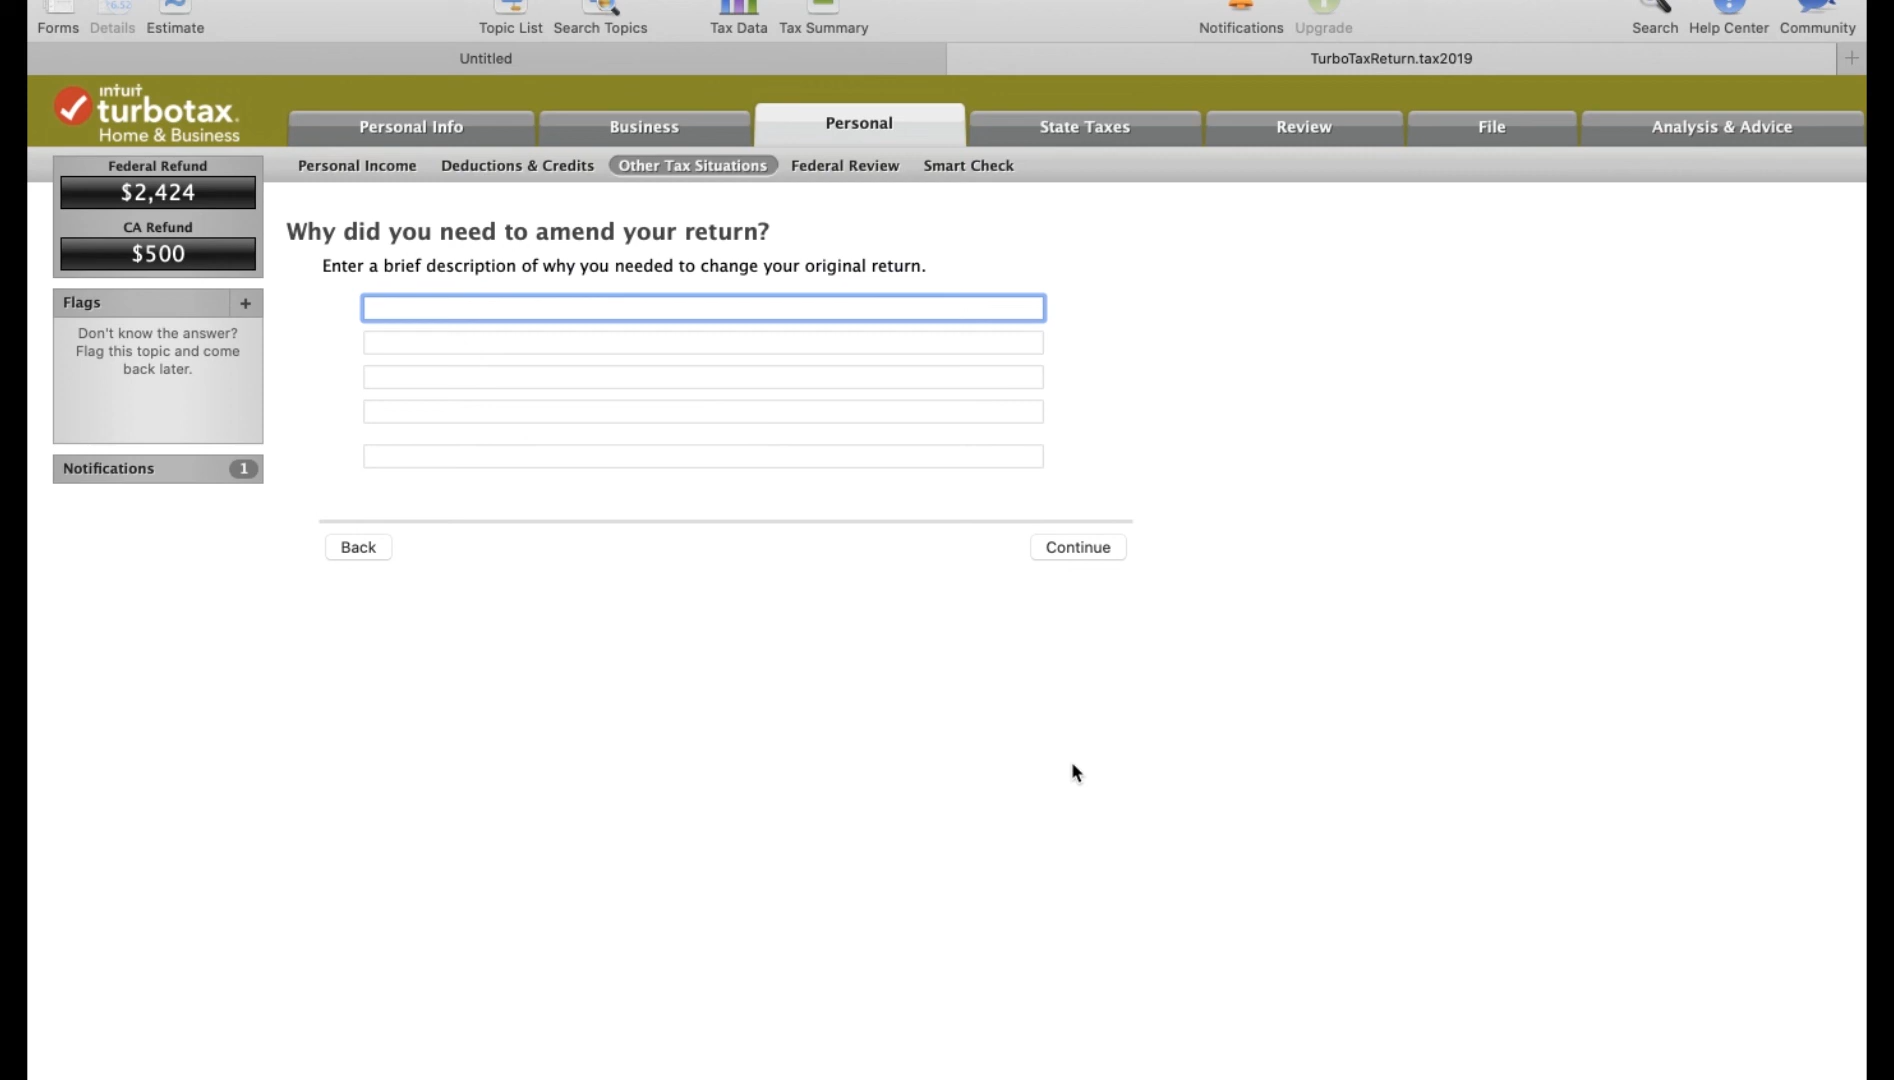 Forms Details Estimate Topic List Search Topics Tax Data Tax Summary Notifications Upgrade Search Help Center Community
Untitled TurboTaxReturn.tax2019 +
intuit
turbotax.
Home & Business
Personal Info Business Personal State Taxes Review File Analysis & Advice
Personal Income Deductions & Credits Other Tax Situations Federal Review Smart Check
Federal Refund
$2,424
CA Refund
$500
Flags +
Don't know the answer?
Flag this topic and come
back later.
Notifications 1
Why did you need to amend your return?
Enter a brief description of why you needed to change your original return.
Back Continue